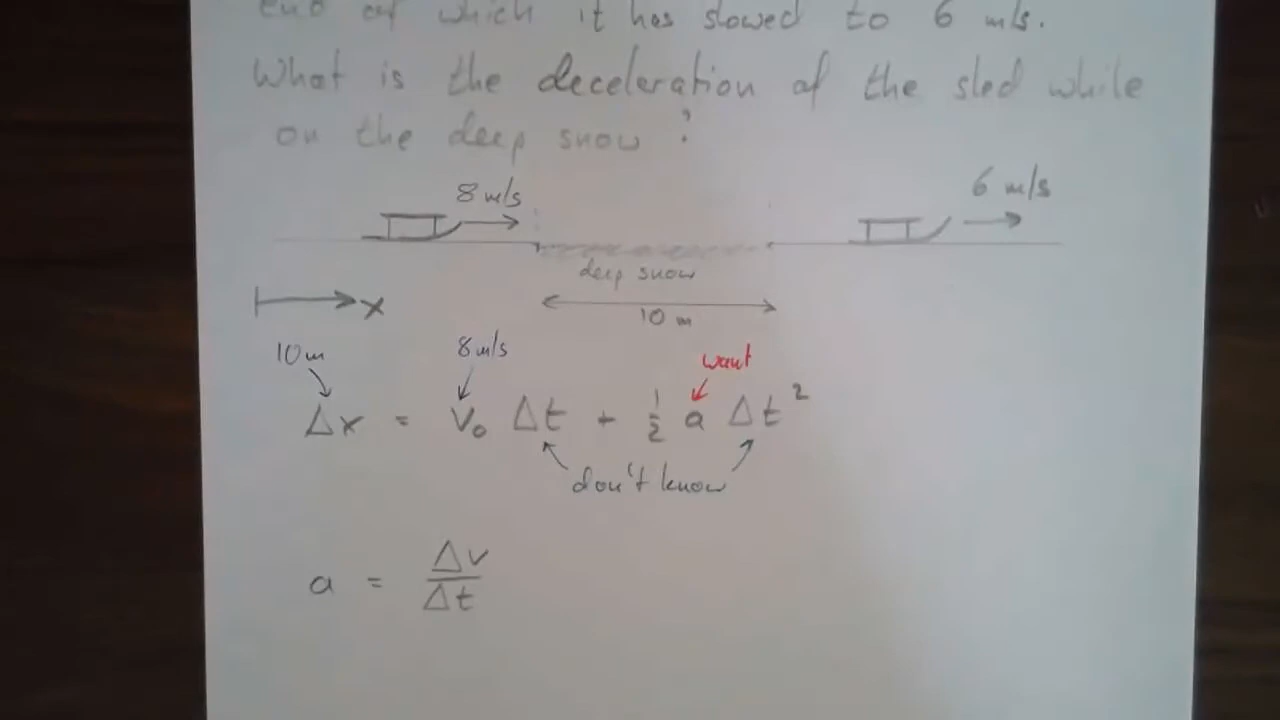 end of which it has slowed to 6 m/s.
What is the deceleration of the sled while
on the deep snow?
8 m/s
6 m/s
deep snow
10 m
x
10m
8 m/s
want
Δx = v₀ Δt + ½ a Δt²
don't know
a = Δv/Δt